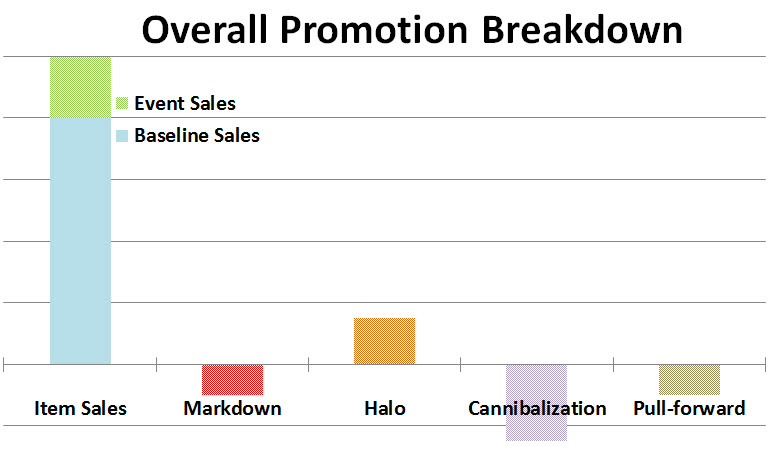 Overall Promotion Breakdown
Event Sales
Baseline Sales
Item Sales
Markdown
Halo
Cannibalization
Pull-forward